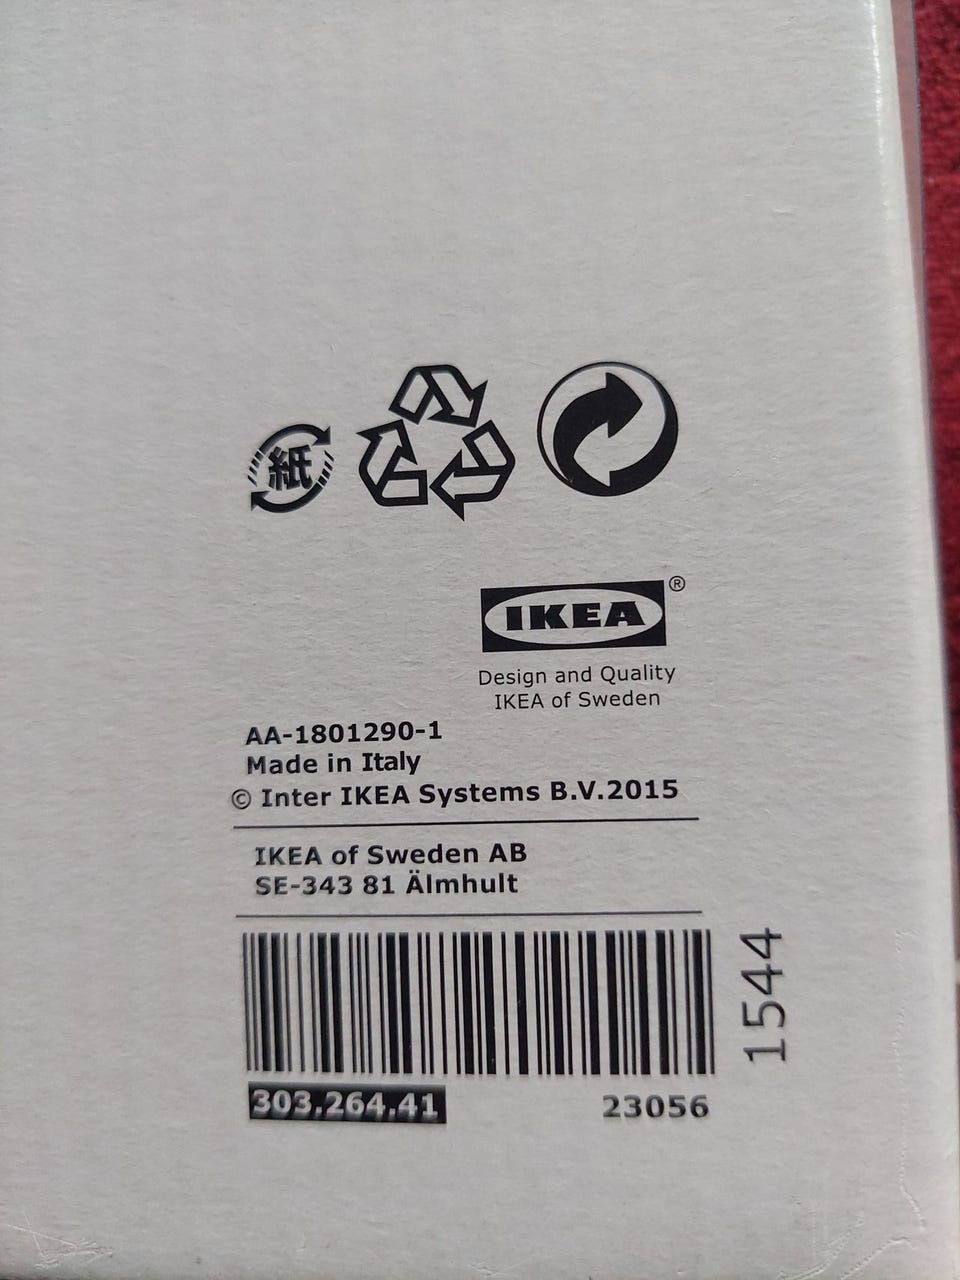 紙
IKEA®
Design and Quality
IKEA of Sweden
AA-1801290-1
Made in Italy
© Inter IKEA Systems B.V.2015
IKEA of Sweden AB
SE-343 81 Älmhult
1544
303.264.41 23056